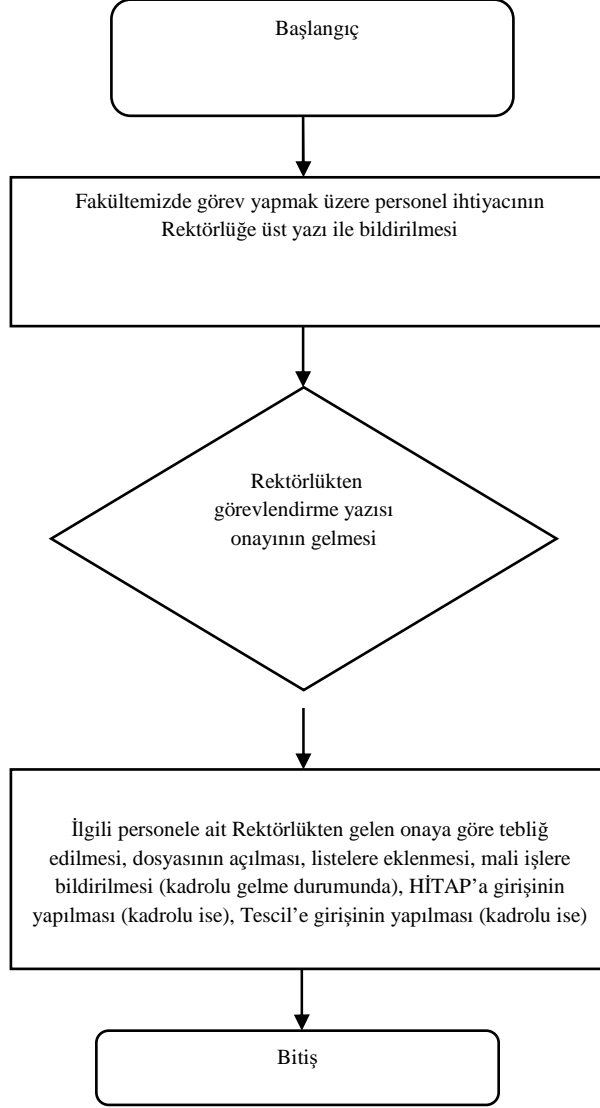 Başlangıç
Fakültemizde görev yapmak üzere personel ihtiyacının
Rektörlüğe üst yazı ile bildirilmesi
Rektörlükten
görevlendirme yazısı
onayının gelmesi
İlgili personele ait Rektörlükten gelen onaya göre tebliğ
edilmesi, dosyasının açılması, listelere eklenmesi, mali işlere
bildirilmesi (kadrolu gelme durumunda), HİTAP’a girişinin
yapılması (kadrolu ise), Tescil’e girişinin yapılması (kadrolu ise)
Bitiş